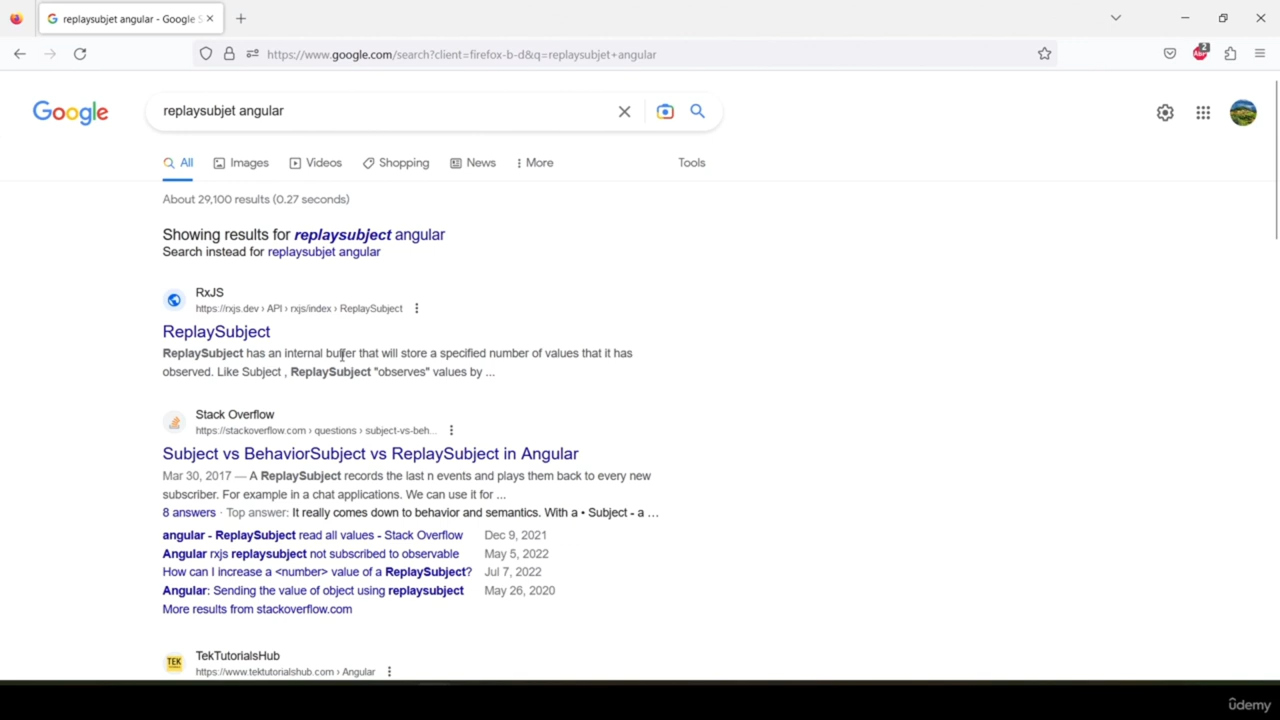 replaysubjet angular - Google S
https://www.google.com/search?client=firefox-b-d&q=replaysubjet+angular
2
Google
replaysubjet angular
All Images Videos Shopping News More Tools
About 29,100 results (0.27 seconds)
Showing results for replaysubject angular
Search instead for replaysubjet angular
RxJS
https://rxjs.dev › API › rxjs/index › ReplaySubject
ReplaySubject
ReplaySubject has an internal buffer that will store a specified number of values that it has
observed. Like Subject , ReplaySubject "observes" values by ...
Stack Overflow
https://stackoverflow.com › questions › subject-vs-beh...
Subject vs BehaviorSubject vs ReplaySubject in Angular
Mar 30, 2017 — A ReplaySubject records the last n events and plays them back to every new
subscriber. For example in a chat applications. We can use it for ...
8 answers · Top answer: It really comes down to behavior and semantics. With a • Subject - a ...
angular - ReplaySubject read all values - Stack Overflow Dec 9, 2021
Angular rxjs replaysubject not subscribed to observable May 5, 2022
How can I increase a <number> value of a ReplaySubject? Jul 7, 2022
Angular: Sending the value of object using replaysubject May 26, 2020
More results from stackoverflow.com
TEK
TekTutorialsHub
https://www.tektutorialshub.com › Angular
ûdemy